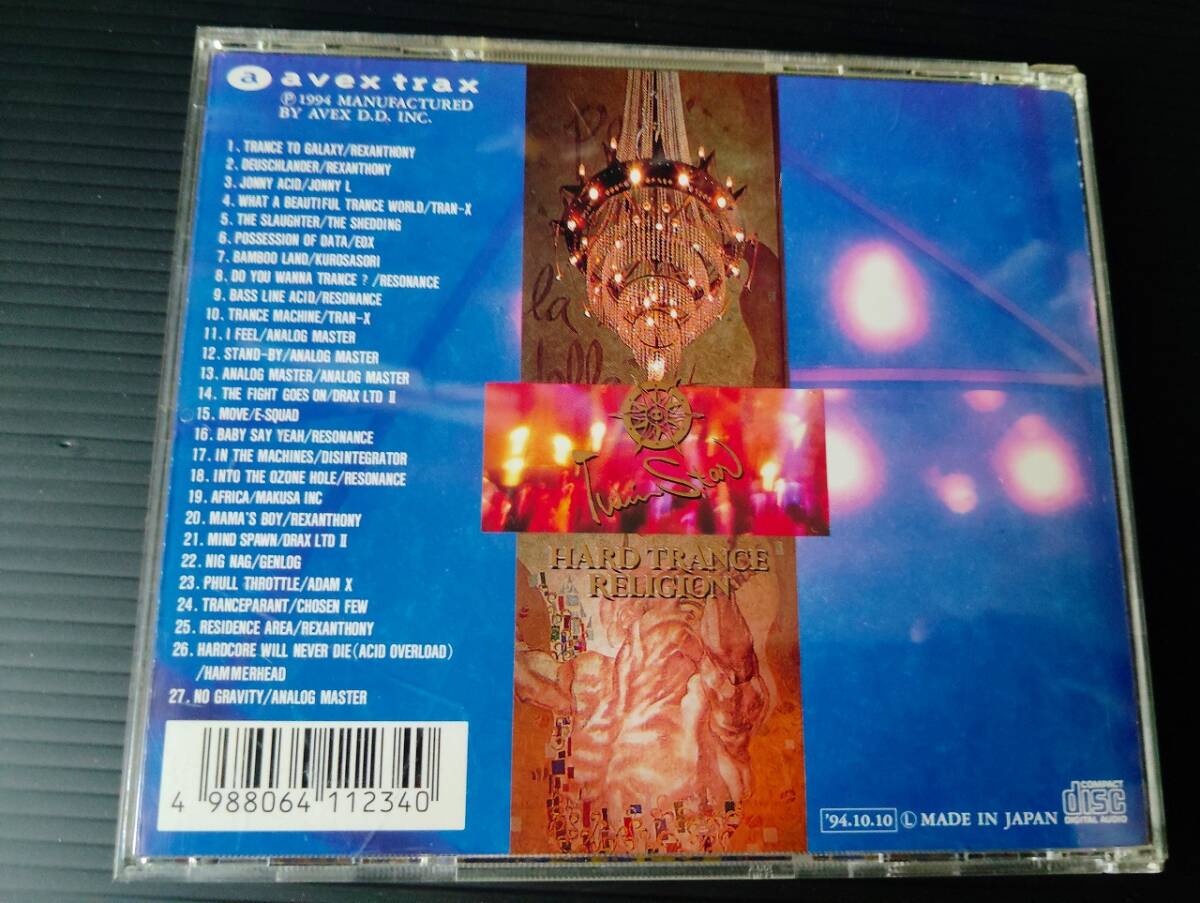 a avex trax
℗ 1994 MANUFACTURED
BY AVEX D.D. INC.
1. TRANCE TO GALAXY/REXANTHONY
2. DEUSCHLANDER/REXANTHONY
3. JONNY ACID/JONNY L
4. WHAT A BEAUTIFUL TRANCE WORLD/TRAN-X
5. THE SLAUGHTER/THE SHEDDING
6. POSSESSION OF DATA/EDX
7. BAMBOO LAND/KUROSASORI
8. DO YOU WANNA TRANCE ? /RESONANCE
9. BASS LINE ACID/RESONANCE
10. TRANCE MACHINE/TRAN-X
11. I FEEL/ANALOG MASTER
12. STAND-BY/ANALOG MASTER
13. ANALOG MASTER/ANALOG MASTER
14. THE FIGHT GOES ON/DRAX LTD II
15. MOVE/E-SQUAD
16. BABY SAY YEAH/RESONANCE
17. IN THE MACHINES/DISINTEGRATOR
18. INTO THE OZONE HOLE/RESONANCE
19. AFRICA/MAKUSA INC
20. MAMA'S BOY/REXANTHONY
21. MIND SPAWN/DRAX LTD II
22. NIG NAG/GENLOG
23. PHULL THROTTLE/ADAM X
24. TRANCEPARANT/CHOSEN FEW
25. RESIDENCE AREA/REXANTHONY
26. HARDCORE WILL NEVER DIE(ACID OVERLOAD)
/HAMMERHEAD
27. NO GRAVITY/ANALOG MASTER
4 988064 112340
la
Twin Star
HARD TRANCE
RELIGION
'94.10.10 Ⓛ MADE IN JAPAN
COMPACT
disc
DIGITAL AUDIO